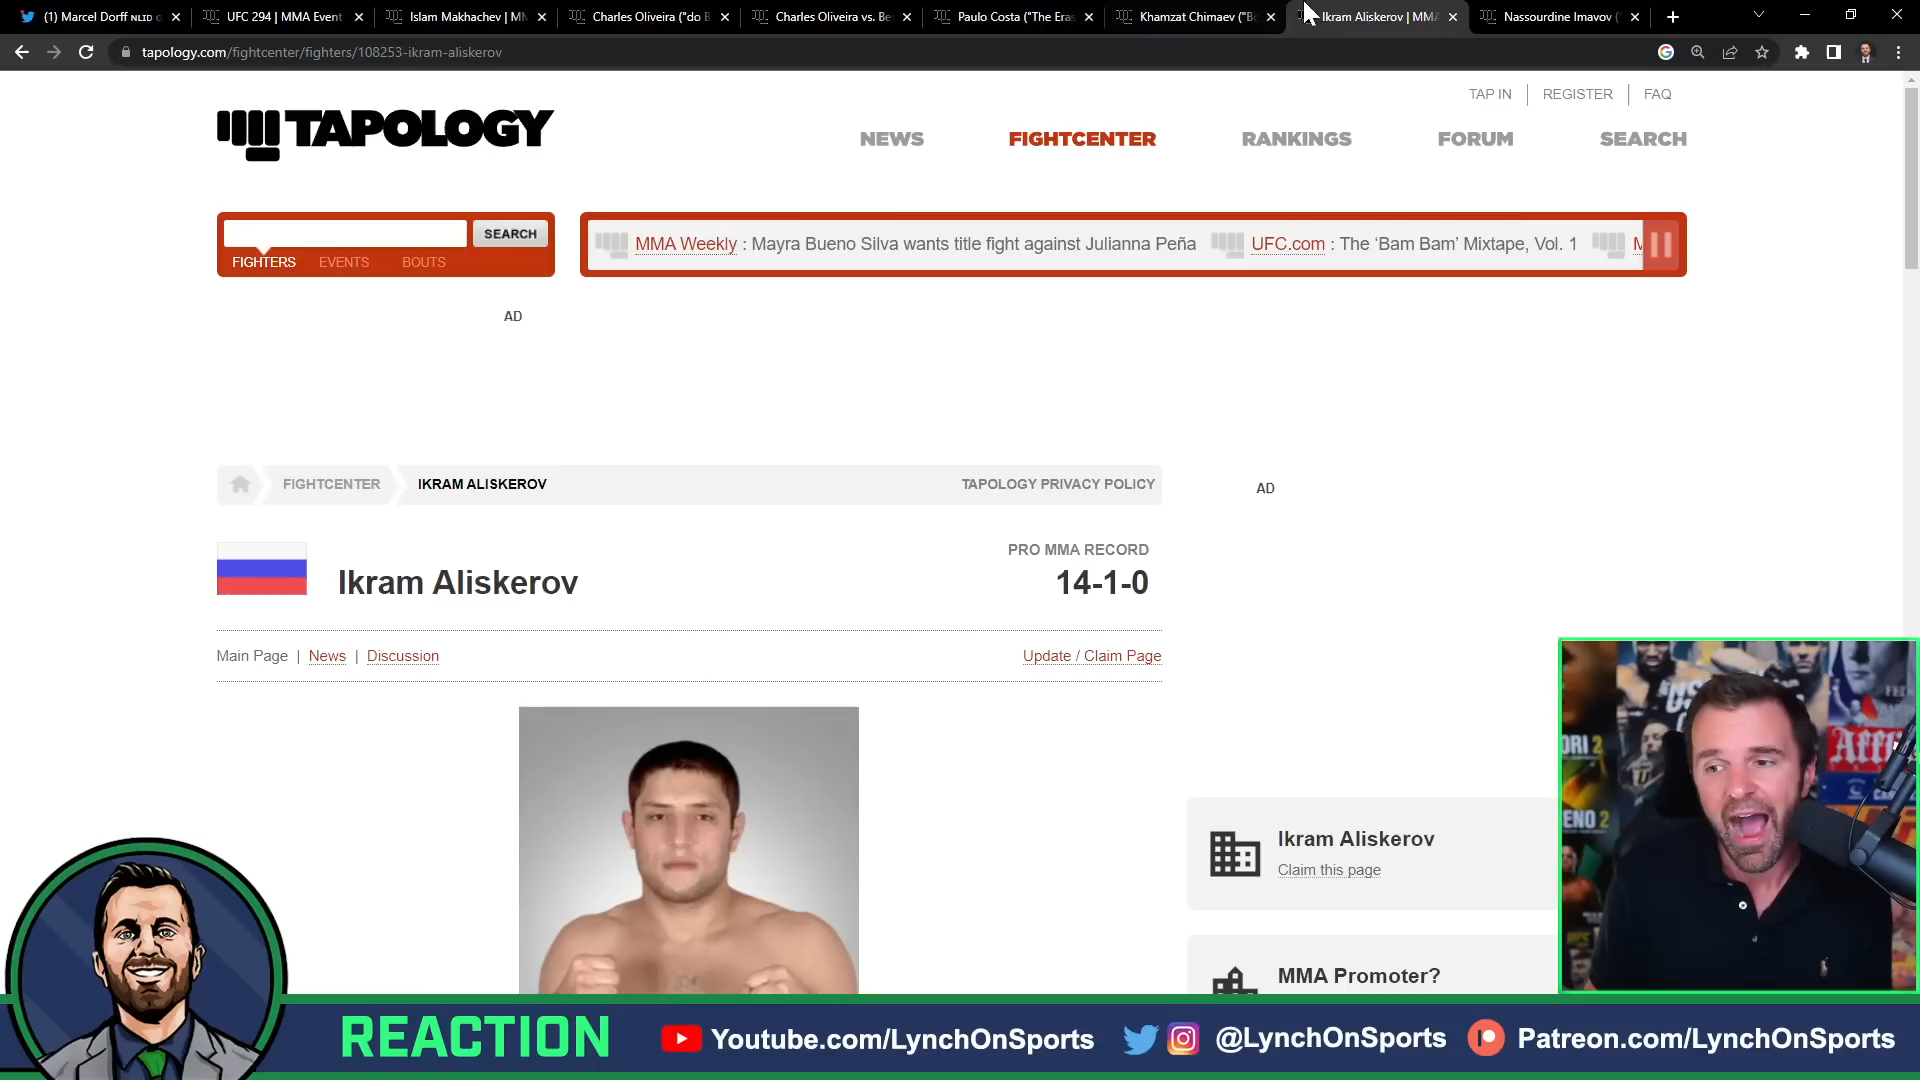 (1) Marcel Dorff
UFC 294 | MMA Event
Islam Makhachev | MM
Charles Oliveira ("do B
Charles Oliveira vs. Be
Paulo Costa ("The Eras
Khamzat Chimaev ("Bo
Ikram Aliskerov | MMA
Nassourdine Imavov ("
tapology.com/fightcenter/fighters/108253-ikram-aliskerov
TAP IN
REGISTER
FAQ
TAPOLOGY
NEWS
FIGHTCENTER
RANKINGS
FORUM
SEARCH
SEARCH
FIGHTERS
EVENTS
BOUTS
MMA Weekly : Mayra Bueno Silva wants title fight against Julianna Peña
UFC.com : The ‘Bam Bam’ Mixtape, Vol. 1
AD
FIGHTCENTER
IKRAM ALISKEROV
TAPOLOGY PRIVACY POLICY
AD
Ikram Aliskerov
PRO MMA RECORD
14-1-0
Main Page | News | Discussion
Update / Claim Page
Ikram Aliskerov
Claim this page
MMA Promoter?
REACTION
Youtube.com/LynchOnSports
@LynchOnSports
Patreon.com/LynchOnSports